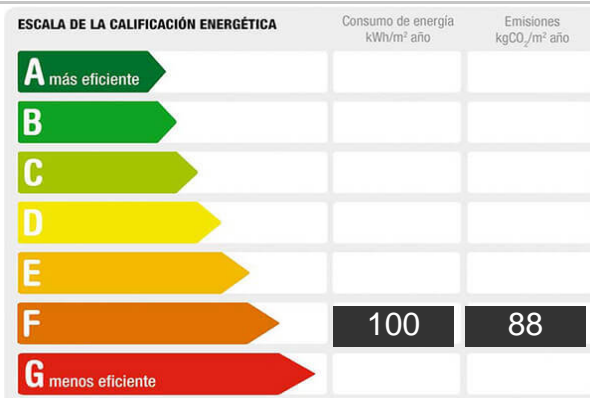 ESCALA DE LA CALIFICACIÓN ENERGÉTICA
Consumo de energía
kWh/m² año
Emisiones
kgCO₂/m² año
A más eficiente
B
C
D
E
F 100 88
G menos eficiente